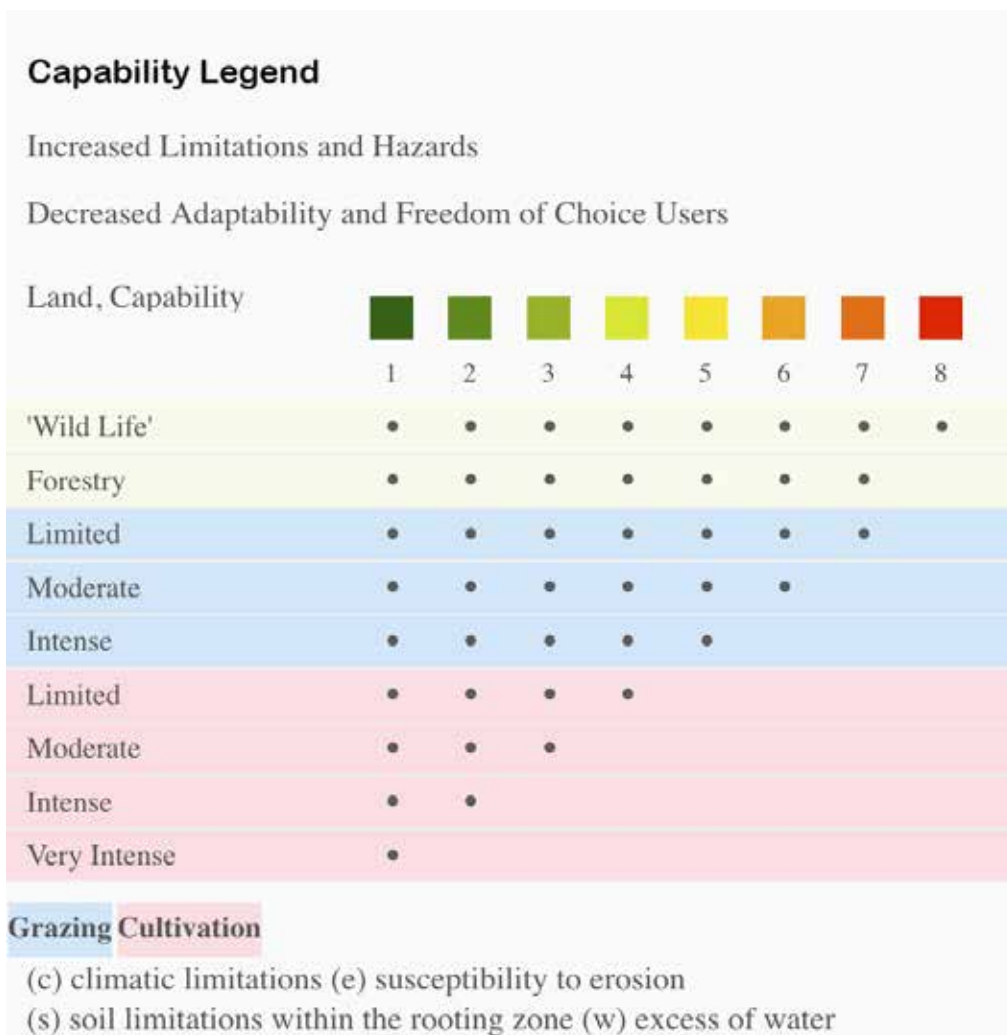 Capability Legend
Increased Limitations and Hazards
Decreased Adaptability and Freedom of Choice Users
Land, Capability
1 2 3 4 5 6 7 8
'Wild Life' • • • • • • • •
Forestry • • • • • • •
Limited • • • • • • •
Moderate • • • • • •
Intense • • • • •
Limited • • • •
Moderate • • •
Intense • •
Very Intense •
Grazing Cultivation
(c) climatic limitations (e) susceptibility to erosion
(s) soil limitations within the rooting zone (w) excess of water